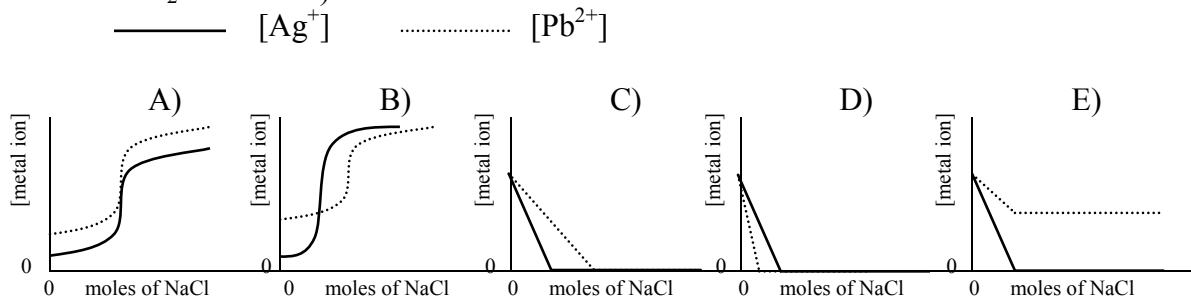 [Ag⁺] [Pb²⁺]
A) B) C) D) E)
[metal ion] [metal ion] [metal ion] [metal ion] [metal ion]
0 0 0 0 0
0 moles of NaCl 0 moles of NaCl 0 moles of NaCl 0 moles of NaCl 0 moles of NaCl